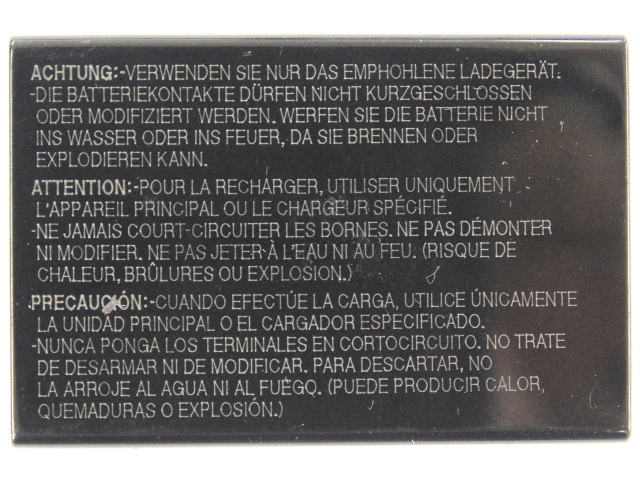 ACHTUNG:-VERWENDEN SIE NUR DAS EMPHOHLENE LADEGERÄT.
-DIE BATTERIEKONTAKTE DÜRFEN NICHT KURZGESCHLOSSEN
ODER MODIFIZIERT WERDEN. WERFEN SIE DIE BATTERIE NICHT
INS WASSER ODER INS FEUER, DA SIE BRENNEN ODER
EXPLODIEREN KANN.
ATTENTION:-POUR LA RECHARGER, UTILISER UNIQUEMENT
L'APPAREIL PRINCIPAL OU LE CHARGEUR SPÉCIFIÉ.
-NE JAMAIS COURT-CIRCUITER LES BORNES. NE PAS DÉMONTER
NI MODIFIER. NE PAS JETER À L'EAU NI AU FEU. (RISQUE DE
CHALEUR, BRÛLURES OU EXPLOSION.)
PRECAUCIÓN:-CUANDO EFECTÚE LA CARGA, UTILICE ÚNICAMENTE
LA UNIDAD PRINCIPAL O EL CARGADOR ESPECIFICADO.
-NUNCA PONGA LOS TERMINALES EN CORTOCIRCUITO. NO TRATE
DE DESARMAR NI DE MODIFICAR. PARA DESCARTAR, NO
LA ARROJE AL AGUA NI AL FUEGO. (PUEDE PRODUCIR CALOR,
QUEMADURAS O EXPLOSIÓN.)